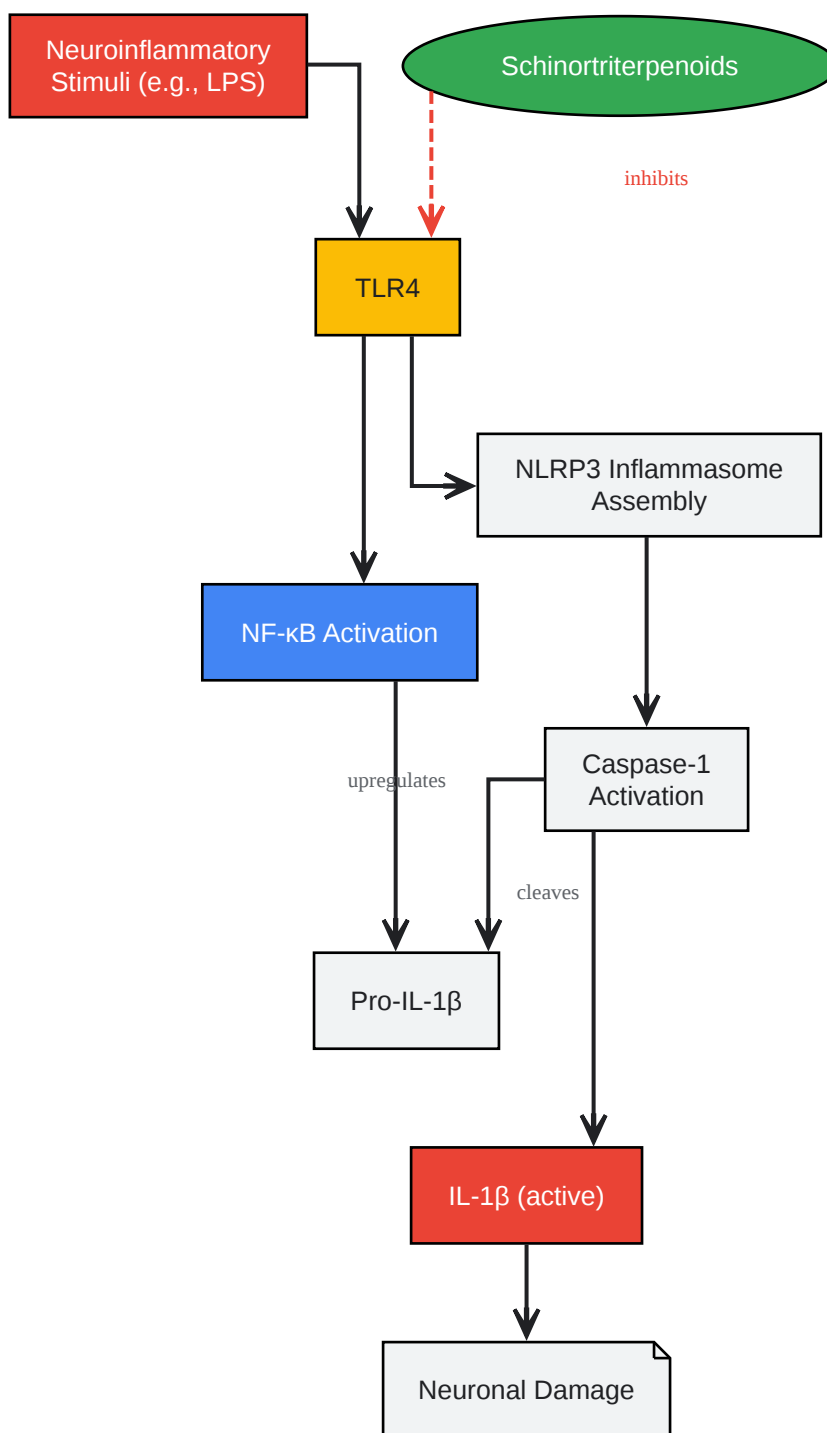 Neuroinflammatory
Stimuli (e.g., LPS)
Schinortriterpenoids
inhibits
TLR4
NLRP3 Inflammasome
Assembly
NF-κB Activation
Caspase-1
Activation
upregulates
cleaves
Pro-IL-1β
IL-1β (active)
Neuronal Damage